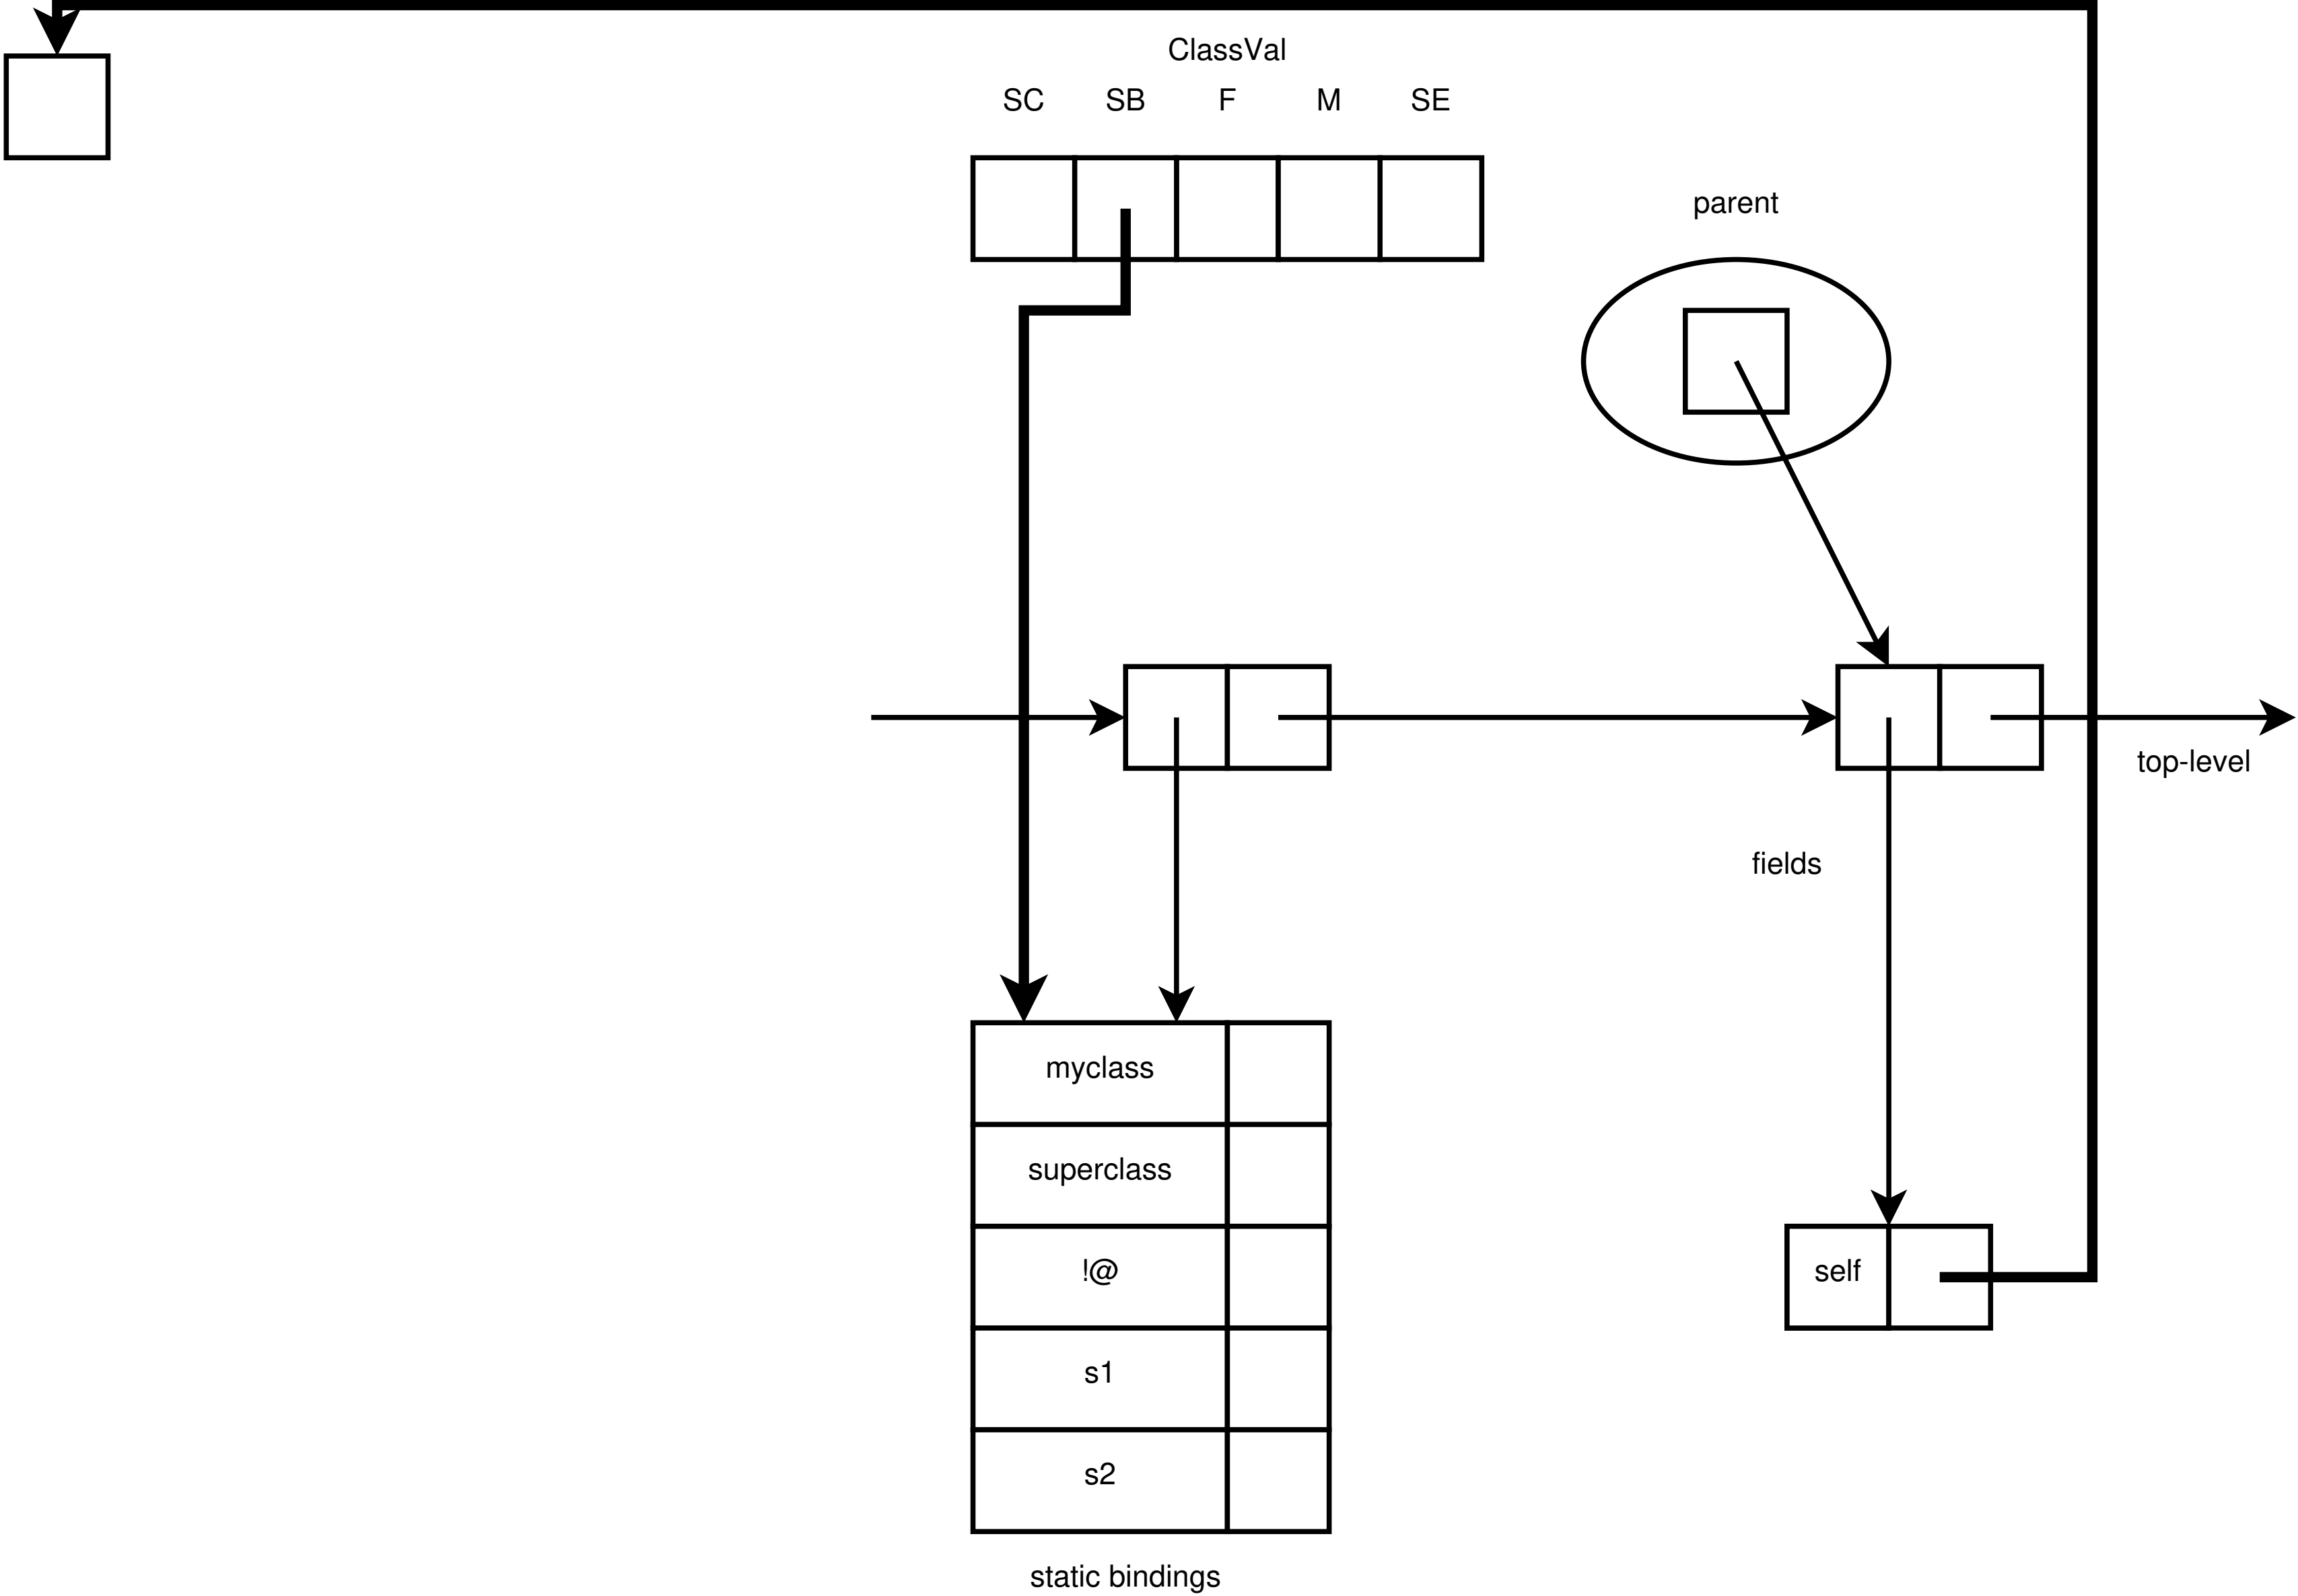 ClassVal
SC SB F M SE
parent
top-level
fields
myclass
superclass
!@
self
s1
s2
static bindings